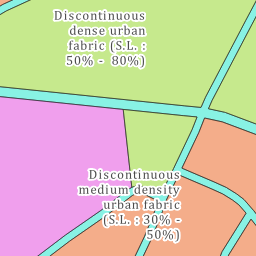 Discontinuous
dense urban
fabric (S.L. :
50% -  80%)
Discontinuous
medium density
urban fabric
(S.L. : 30% -
50%)